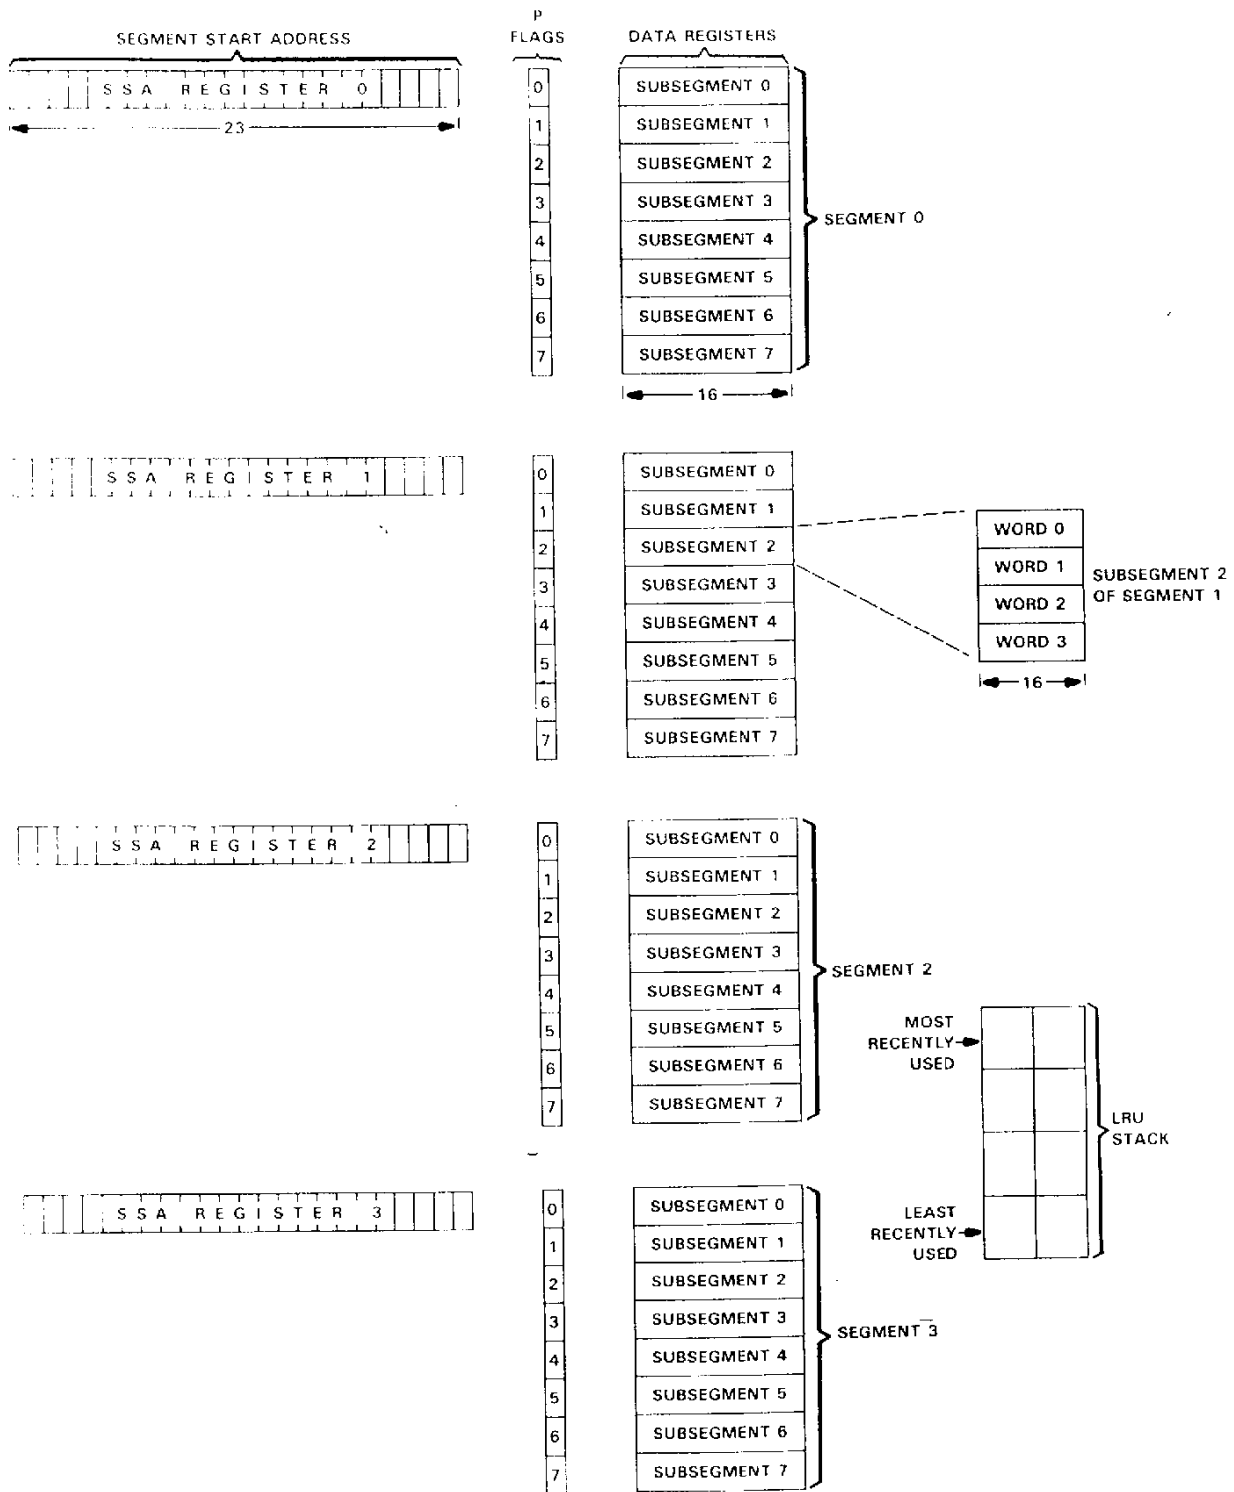 SEGMENT START ADDRESS
P
FLAGS
DATA REGISTERS
SSA REGISTER 0
23
0
1
2
3
4
5
6
7
SUBSEGMENT 0
SUBSEGMENT 1
SUBSEGMENT 2
SUBSEGMENT 3
SUBSEGMENT 4
SUBSEGMENT 5
SUBSEGMENT 6
SUBSEGMENT 7
SEGMENT 0
16
SSA REGISTER 1
0
1
2
3
4
5
6
7
SUBSEGMENT 0
SUBSEGMENT 1
SUBSEGMENT 2
SUBSEGMENT 3
SUBSEGMENT 4
SUBSEGMENT 5
SUBSEGMENT 6
SUBSEGMENT 7
WORD 0
WORD 1
WORD 2
WORD 3
SUBSEGMENT 2
OF SEGMENT 1
16
SSA REGISTER 2
0
1
2
3
4
5
6
7
SUBSEGMENT 0
SUBSEGMENT 1
SUBSEGMENT 2
SUBSEGMENT 3
SUBSEGMENT 4
SUBSEGMENT 5
SUBSEGMENT 6
SUBSEGMENT 7
SEGMENT 2
MOST
RECENTLY
USED
LRU
STACK
LEAST
RECENTLY
USED
SSA REGISTER 3
0
1
2
3
4
5
6
7
SUBSEGMENT 0
SUBSEGMENT 1
SUBSEGMENT 2
SUBSEGMENT 3
SUBSEGMENT 4
SUBSEGMENT 5
SUBSEGMENT 6
SUBSEGMENT 7
SEGMENT 3